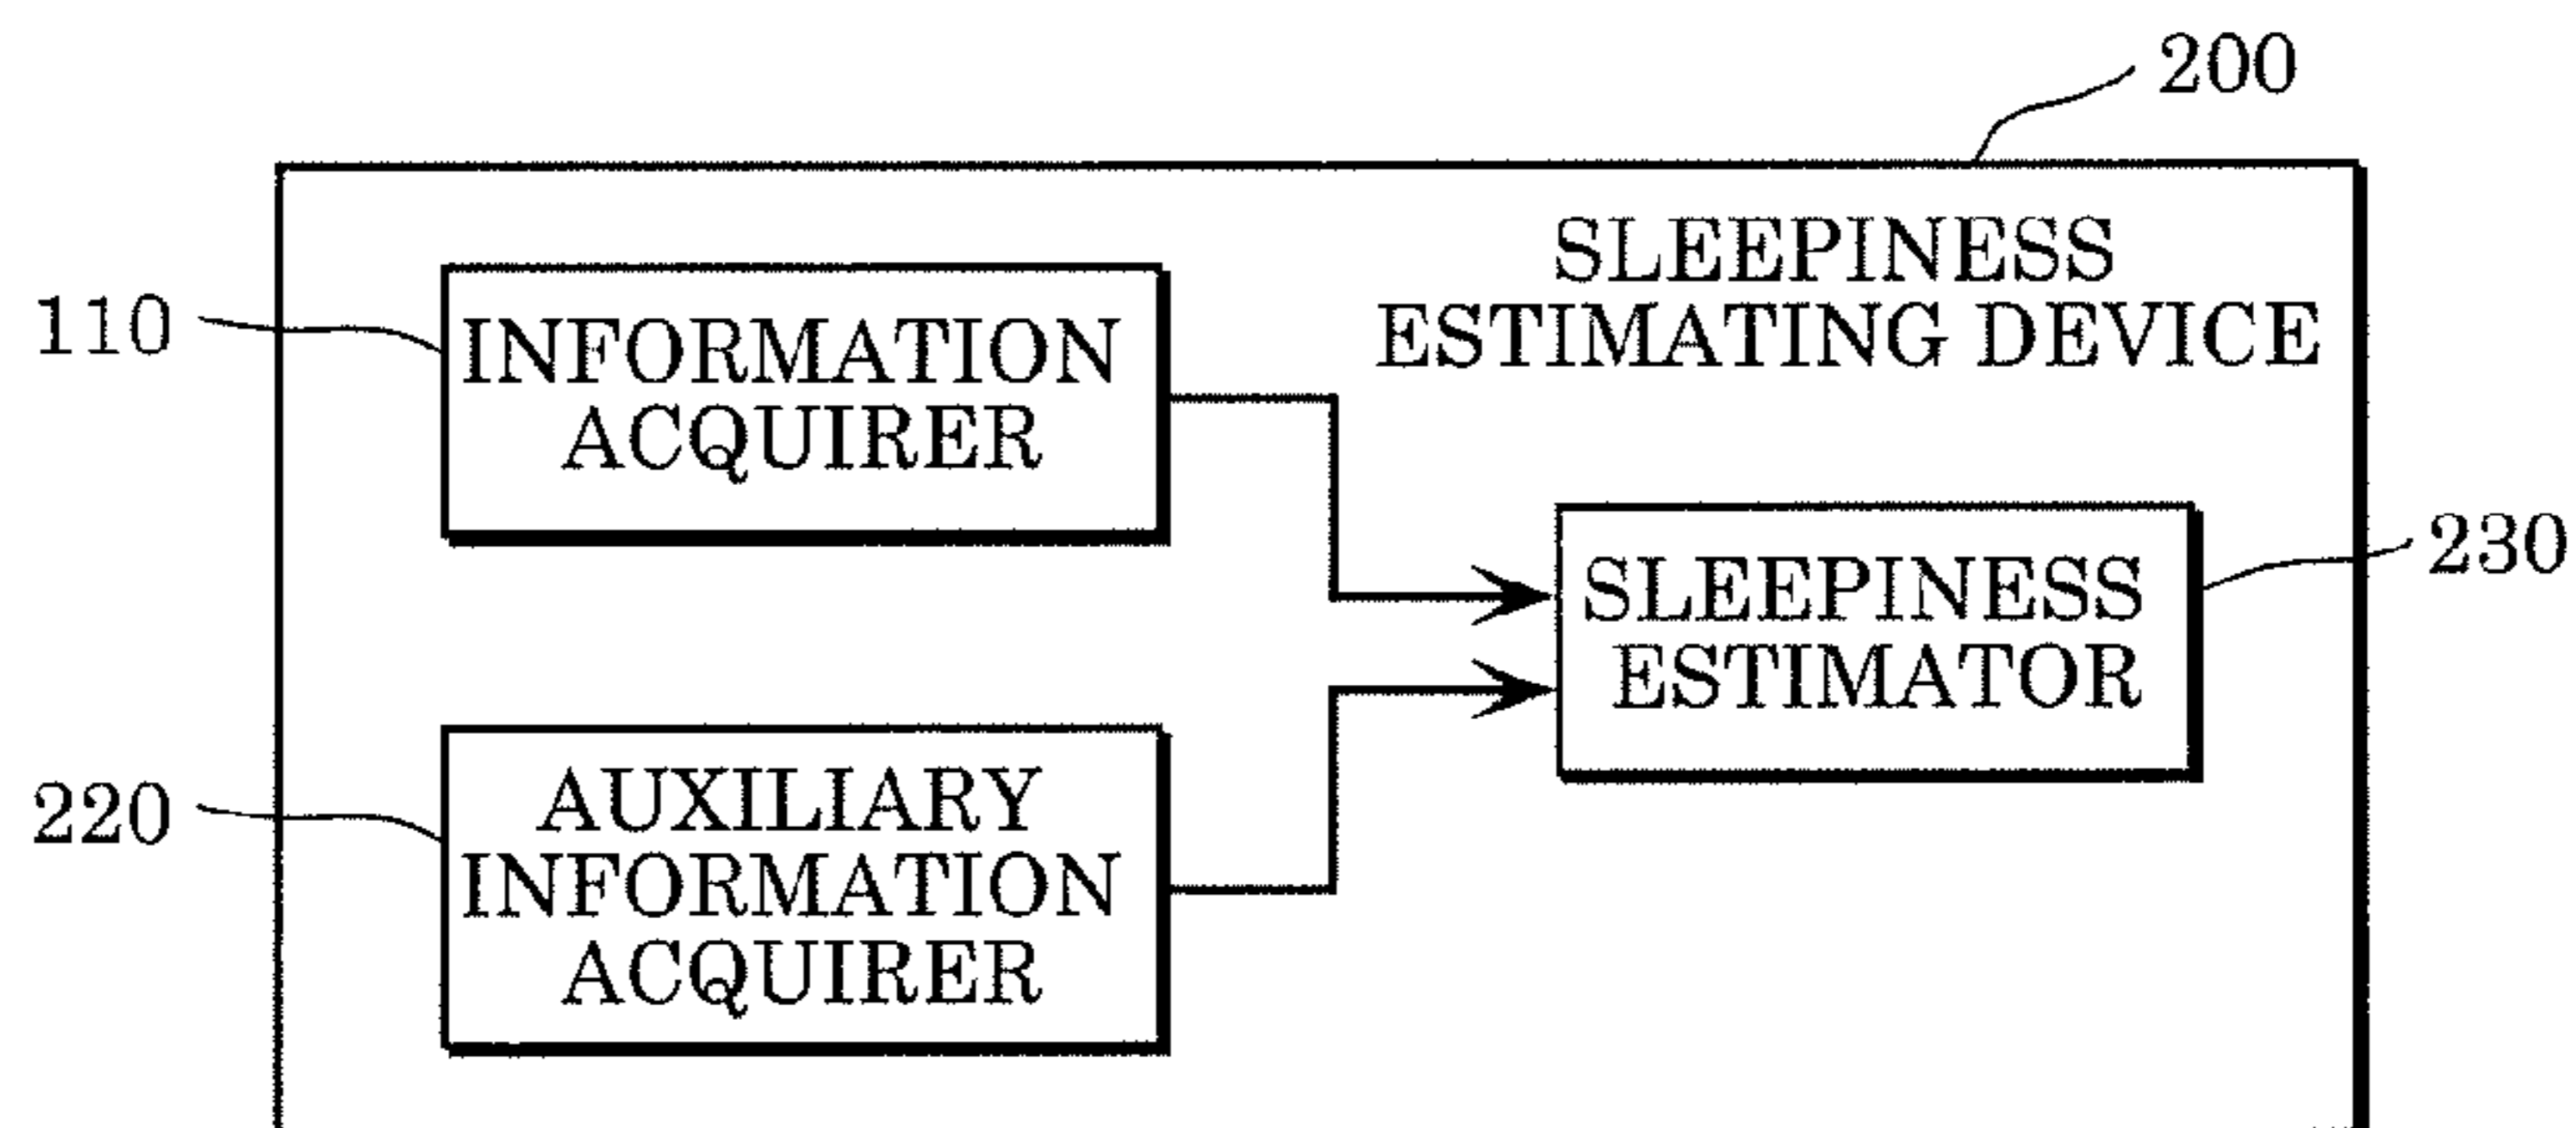 200
SLEEPINESS
ESTIMATING DEVICE
110
INFORMATION
ACQUIRER
230
SLEEPINESS
ESTIMATOR
220
AUXILIARY
INFORMATION
ACQUIRER